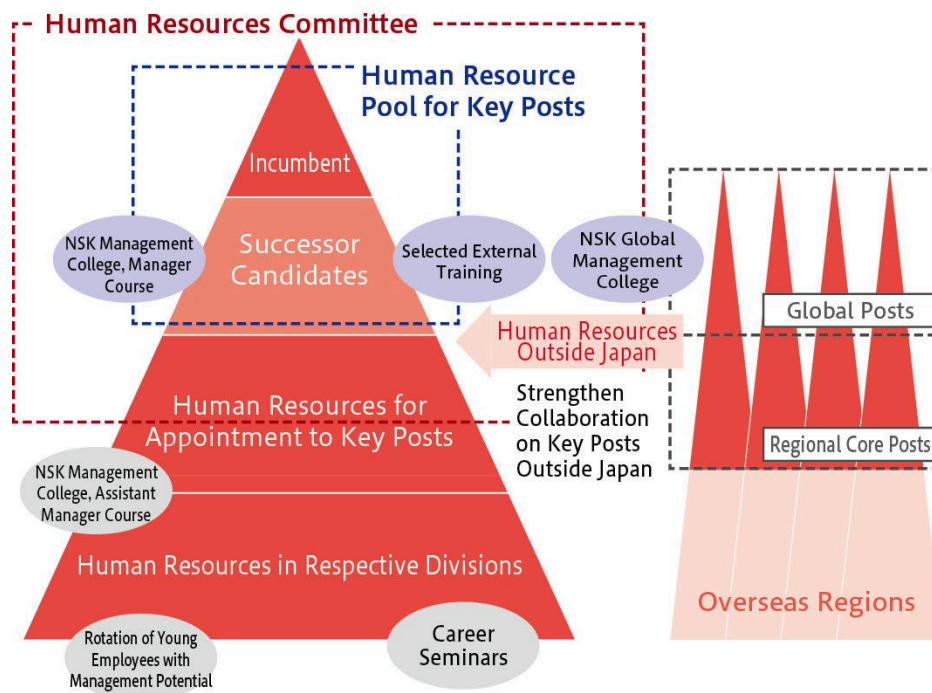 Human Resources Committee
Human Resource
Pool for Key Posts
Incumbent
NSK Management
College, Manager
Course
Successor
Candidates
Selected External
Training
NSK Global
Management
College
Global Posts
Human Resources
Outside Japan
Strengthen
Collaboration
on Key Posts
Outside Japan
Human Resources for
Appointment to Key Posts
Regional Core Posts
NSK Management
College, Assistant
Manager Course
Human Resources in Respective Divisions
Overseas Regions
Rotation of Young
Employees with
Management Potential
Career
Seminars